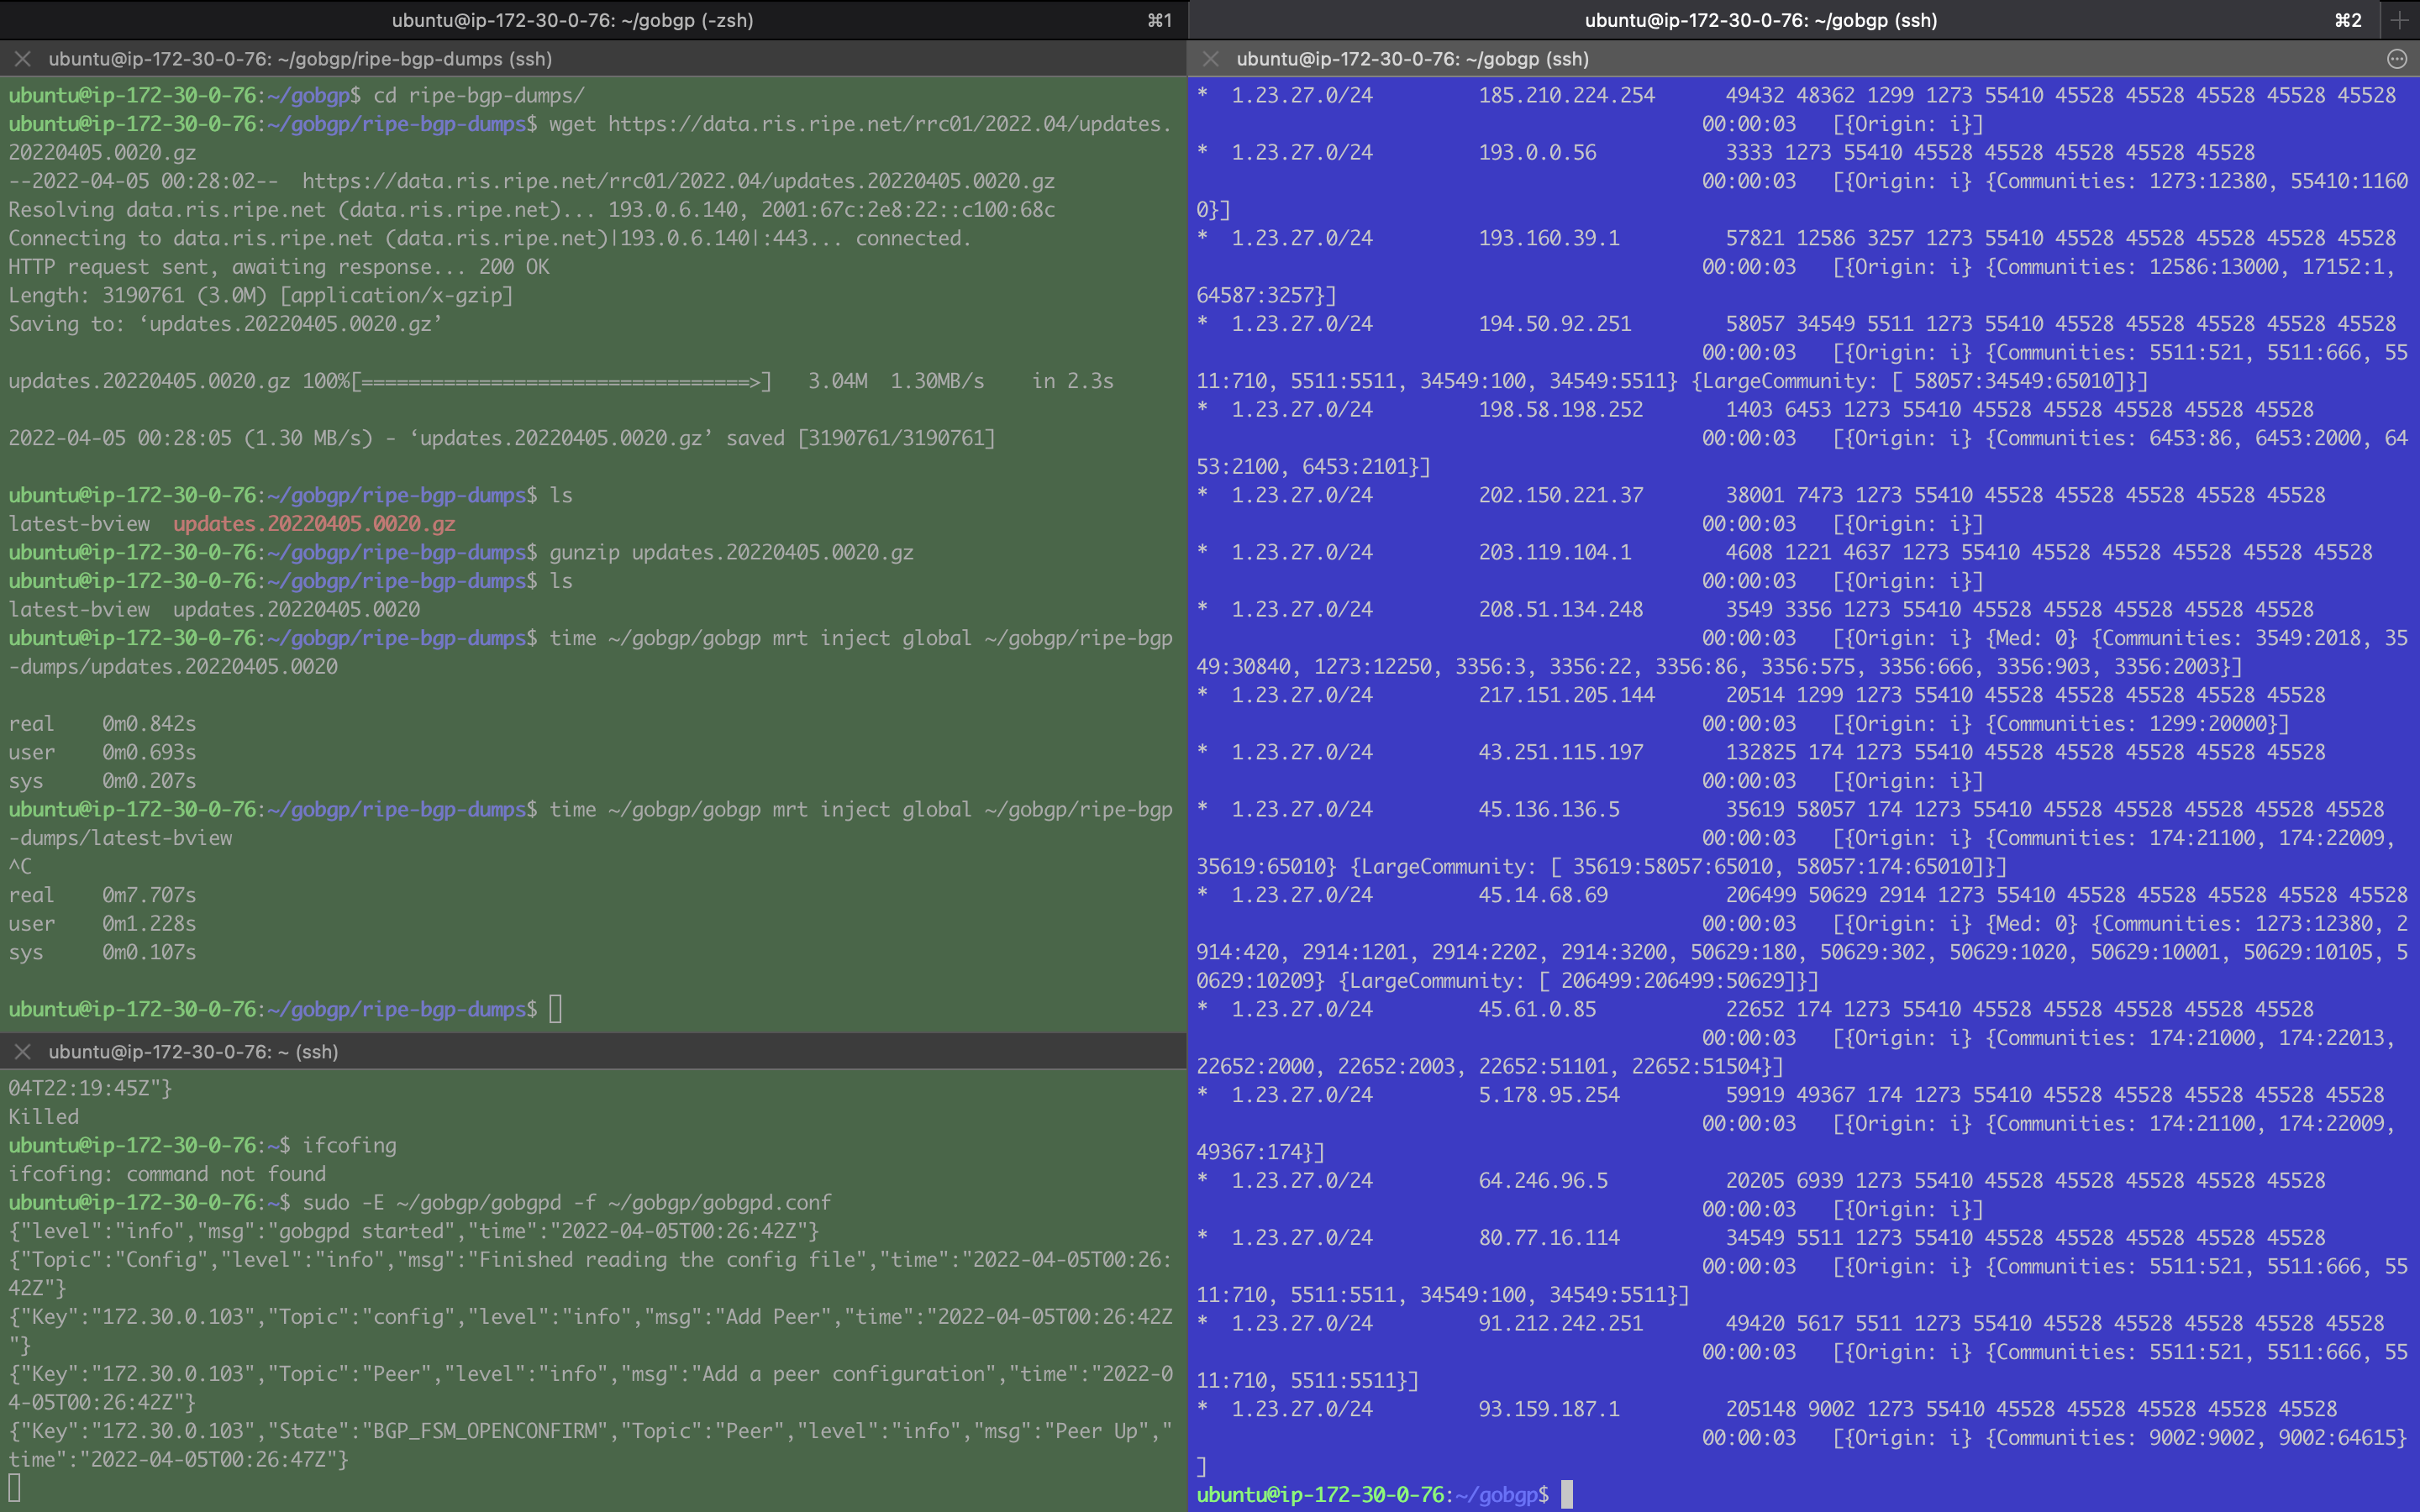 ubuntu@ip-172-30-0-76: ~/gobgp (-zsh) ⌘1
ubuntu@ip-172-30-0-76: ~/gobgp/ripe-bgp-dumps (ssh)
ubuntu@ip-172-30-0-76:~/gobgp$ cd ripe-bgp-dumps/
ubuntu@ip-172-30-0-76:~/gobgp/ripe-bgp-dumps$ wget https://data.ris.ripe.net/rrc01/2022.04/updates.
20220405.0020.gz
--2022-04-05 00:28:02--  https://data.ris.ripe.net/rrc01/2022.04/updates.20220405.0020.gz
Resolving data.ris.ripe.net (data.ris.ripe.net)... 193.0.6.140, 2001:67c:2e8:22::c100:68c
Connecting to data.ris.ripe.net (data.ris.ripe.net)|193.0.6.140|:443... connected.
HTTP request sent, awaiting response... 200 OK
Length: 3190761 (3.0M) [application/x-gzip]
Saving to: ‘updates.20220405.0020.gz’
updates.20220405.0020.gz 100%[=================================>]   3.04M  1.30MB/s    in 2.3s
2022-04-05 00:28:05 (1.30 MB/s) - ‘updates.20220405.0020.gz’ saved [3190761/3190761]
ubuntu@ip-172-30-0-76:~/gobgp/ripe-bgp-dumps$ ls
latest-bview  updates.20220405.0020.gz
ubuntu@ip-172-30-0-76:~/gobgp/ripe-bgp-dumps$ gunzip updates.20220405.0020.gz
ubuntu@ip-172-30-0-76:~/gobgp/ripe-bgp-dumps$ ls
latest-bview  updates.20220405.0020
ubuntu@ip-172-30-0-76:~/gobgp/ripe-bgp-dumps$ time ~/gobgp/gobgp mrt inject global ~/gobgp/ripe-bgp
-dumps/updates.20220405.0020
real    0m0.842s
user    0m0.693s
sys     0m0.207s
ubuntu@ip-172-30-0-76:~/gobgp/ripe-bgp-dumps$ time ~/gobgp/gobgp mrt inject global ~/gobgp/ripe-bgp
-dumps/latest-bview
^C
real    0m7.707s
user    0m1.228s
sys     0m0.107s
ubuntu@ip-172-30-0-76:~/gobgp/ripe-bgp-dumps$
ubuntu@ip-172-30-0-76: ~ (ssh)
04T22:19:45Z"}
Killed
ubuntu@ip-172-30-0-76:~$ ifcofing
ifcofing: command not found
ubuntu@ip-172-30-0-76:~$ sudo -E ~/gobgp/gobgpd -f ~/gobgp/gobgpd.conf
{"level":"info","msg":"gobgpd started","time":"2022-04-05T00:26:42Z"}
{"Topic":"Config","level":"info","msg":"Finished reading the config file","time":"2022-04-05T00:26:
42Z"}
{"Key":"172.30.0.103","Topic":"config","level":"info","msg":"Add Peer","time":"2022-04-05T00:26:42Z
"}
{"Key":"172.30.0.103","Topic":"Peer","level":"info","msg":"Add a peer configuration","time":"2022-0
4-05T00:26:42Z"}
{"Key":"172.30.0.103","State":"BGP_FSM_OPENCONFIRM","Topic":"Peer","level":"info","msg":"Peer Up","
time":"2022-04-05T00:26:47Z"}
ubuntu@ip-172-30-0-76: ~/gobgp (ssh) ⌘2
ubuntu@ip-172-30-0-76: ~/gobgp (ssh)
*  1.23.27.0/24         185.210.224.254      49432 48362 1299 1273 55410 45528 45528 45528 45528 45528
00:00:03   [{Origin: i}]
*  1.23.27.0/24         193.0.0.56           3333 1273 55410 45528 45528 45528 45528
00:00:03   [{Origin: i} {Communities: 1273:12380, 55410:1160
0}]
*  1.23.27.0/24         193.160.39.1         57821 12586 3257 1273 55410 45528 45528 45528 45528 45528
00:00:03   [{Origin: i} {Communities: 12586:13000, 17152:1,
64587:3257}]
*  1.23.27.0/24         194.50.92.251        58057 34549 5511 1273 55410 45528 45528 45528 45528 45528
00:00:03   [{Origin: i} {Communities: 5511:521, 5511:666, 55
11:710, 5511:5511, 34549:100, 34549:5511} {LargeCommunity: [ 58057:34549:65010]}]
*  1.23.27.0/24         198.58.198.252       1403 6453 1273 55410 45528 45528 45528 45528 45528
00:00:03   [{Origin: i} {Communities: 6453:86, 6453:2000, 64
53:2100, 6453:2101}]
*  1.23.27.0/24         202.150.221.37       38001 7473 1273 55410 45528 45528 45528 45528 45528
00:00:03   [{Origin: i}]
*  1.23.27.0/24         203.119.104.1        4608 1221 4637 1273 55410 45528 45528 45528 45528 45528
00:00:03   [{Origin: i}]
*  1.23.27.0/24         208.51.134.248       3549 3356 1273 55410 45528 45528 45528 45528 45528
00:00:03   [{Origin: i} {Med: 0} {Communities: 3549:2018, 35
49:30840, 1273:12250, 3356:3, 3356:22, 3356:86, 3356:575, 3356:666, 3356:903, 3356:2003}]
*  1.23.27.0/24         217.151.205.144      20514 1299 1273 55410 45528 45528 45528 45528 45528
00:00:03   [{Origin: i} {Communities: 1299:20000}]
*  1.23.27.0/24         43.251.115.197       132825 174 1273 55410 45528 45528 45528 45528 45528
00:00:03   [{Origin: i}]
*  1.23.27.0/24         45.136.136.5         35619 58057 174 1273 55410 45528 45528 45528 45528 45528
00:00:03   [{Origin: i} {Communities: 174:21100, 174:22009,
35619:65010} {LargeCommunity: [ 35619:58057:65010, 58057:174:65010]}]
*  1.23.27.0/24         45.14.68.69          206499 50629 2914 1273 55410 45528 45528 45528 45528 45528
00:00:03   [{Origin: i} {Med: 0} {Communities: 1273:12380, 2
914:420, 2914:1201, 2914:2202, 2914:3200, 50629:180, 50629:302, 50629:1020, 50629:10001, 50629:10105, 5
0629:10209} {LargeCommunity: [ 206499:206499:50629]}]
*  1.23.27.0/24         45.61.0.85           22652 174 1273 55410 45528 45528 45528 45528 45528
00:00:03   [{Origin: i} {Communities: 174:21000, 174:22013,
22652:2000, 22652:2003, 22652:51101, 22652:51504}]
*  1.23.27.0/24         5.178.95.254         59919 49367 174 1273 55410 45528 45528 45528 45528 45528
00:00:03   [{Origin: i} {Communities: 174:21100, 174:22009,
49367:174}]
*  1.23.27.0/24         64.246.96.5          20205 6939 1273 55410 45528 45528 45528 45528 45528
00:00:03   [{Origin: i}]
*  1.23.27.0/24         80.77.16.114         34549 5511 1273 55410 45528 45528 45528 45528 45528
00:00:03   [{Origin: i} {Communities: 5511:521, 5511:666, 55
11:710, 5511:5511, 34549:100, 34549:5511}]
*  1.23.27.0/24         91.212.242.251       49420 5617 5511 1273 55410 45528 45528 45528 45528 45528
00:00:03   [{Origin: i} {Communities: 5511:521, 5511:666, 55
11:710, 5511:5511}]
*  1.23.27.0/24         93.159.187.1         205148 9002 1273 55410 45528 45528 45528 45528 45528
00:00:03   [{Origin: i} {Communities: 9002:9002, 9002:64615}
]
ubuntu@ip-172-30-0-76:~/gobgp$